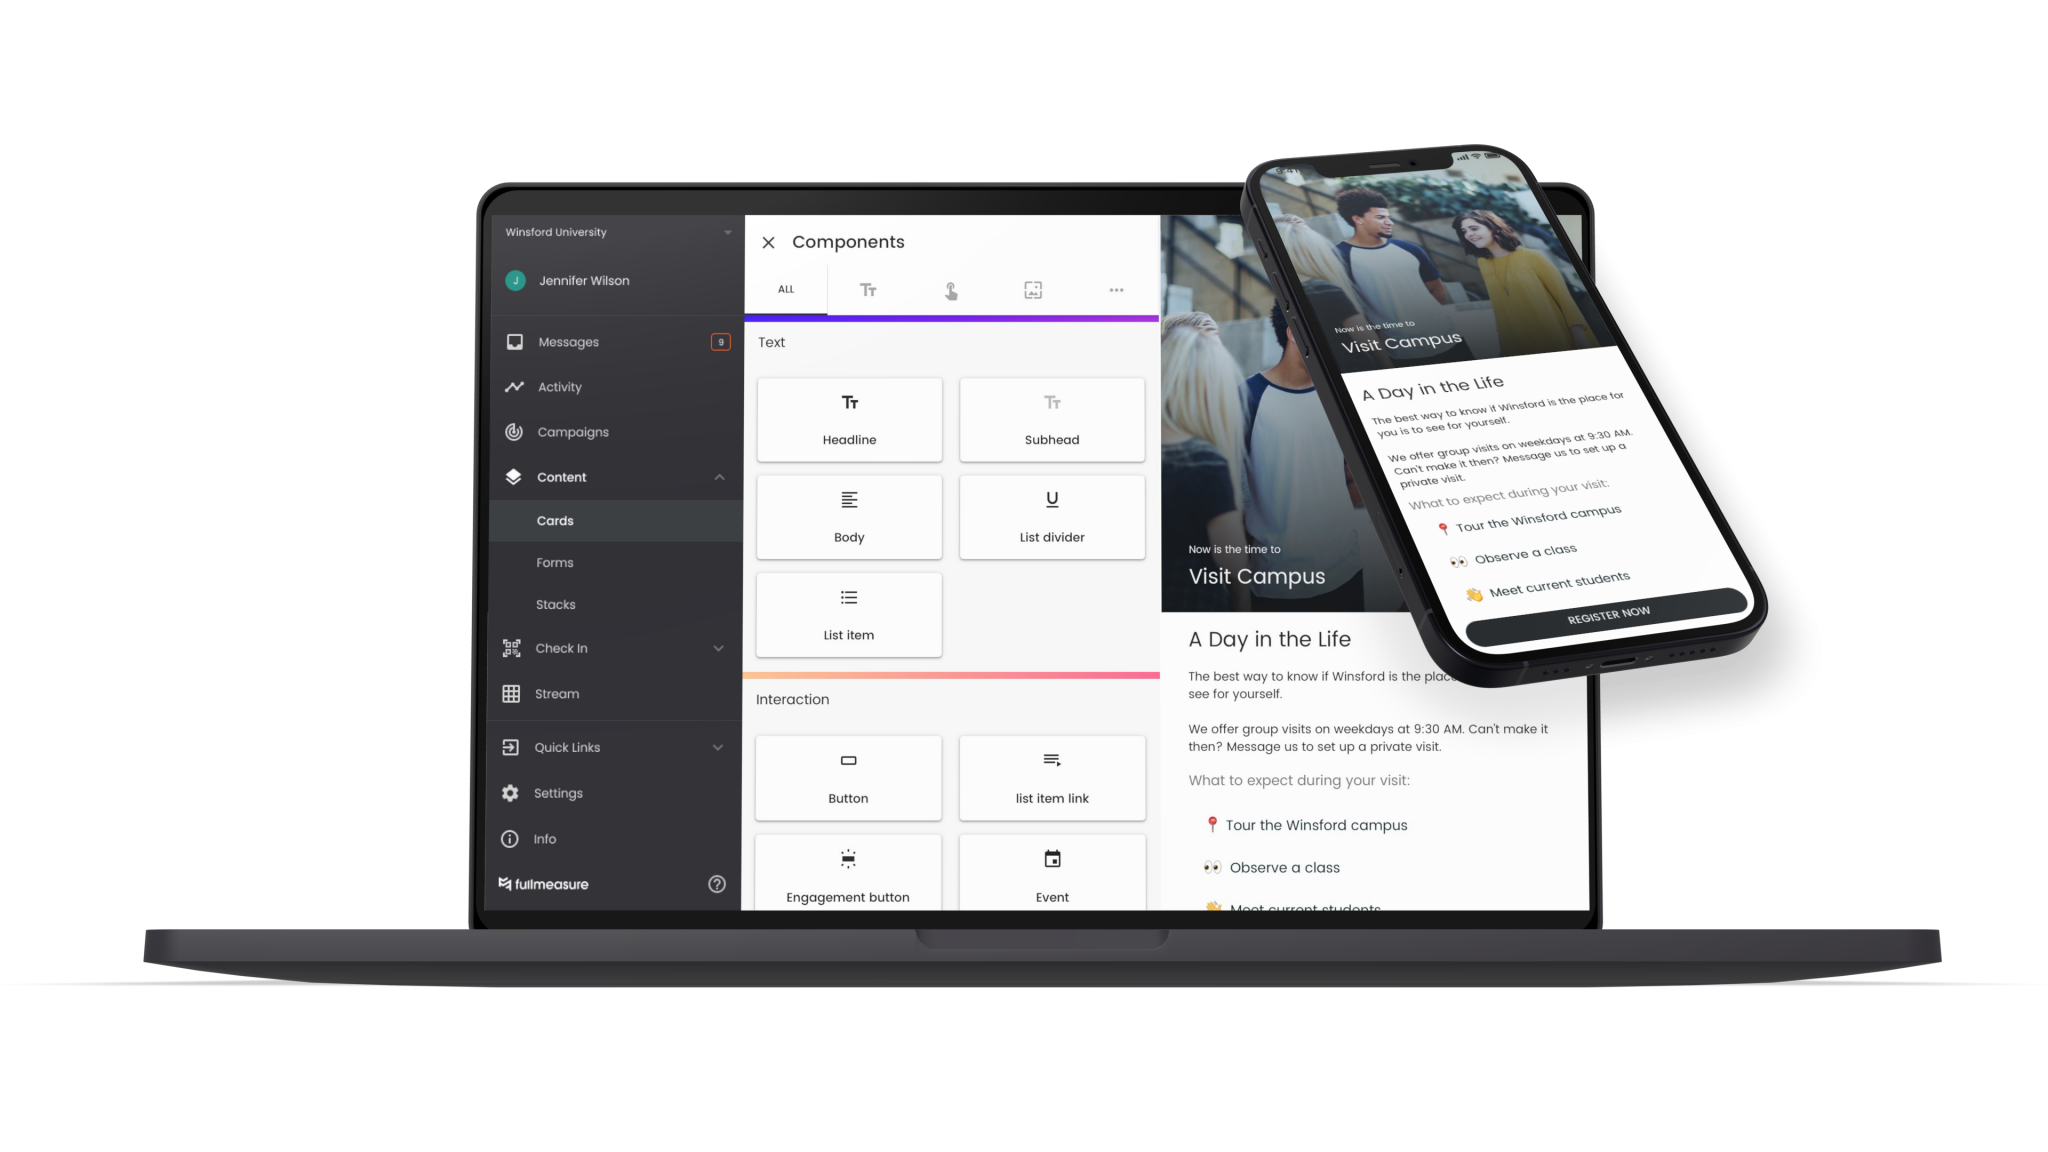 Winsford University
J
Jennifer Wilson
Messages
9
Activity
Campaigns
Content
Cards
Forms
Stacks
Check In
Stream
Quick Links
Settings
Info
fullmeasure
?
Components
ALL
Text
Headline
Subhead
Body
List divider
List item
Interaction
Button
list item link
Engagement button
Event
Now is the time to
Visit Campus
A Day in the Life
The best way to know if Winsford is the place
see for yourself.
We offer group visits on weekdays at 9:30 AM. Can't make it
then? Message us to set up a private visit.
What to expect during your visit:
Tour the Winsford campus
Observe a class
Meet current students
9:41
Now is the time to
Visit Campus
A Day in the Life
The best way to know if Winsford is the place for
you is to see for yourself.
We offer group visits on weekdays at 9:30 AM.
Can't make it then? Message us to set up a
private visit.
What to expect during your visit:
Tour the Winsford campus
Observe a class
Meet current students
REGISTER NOW